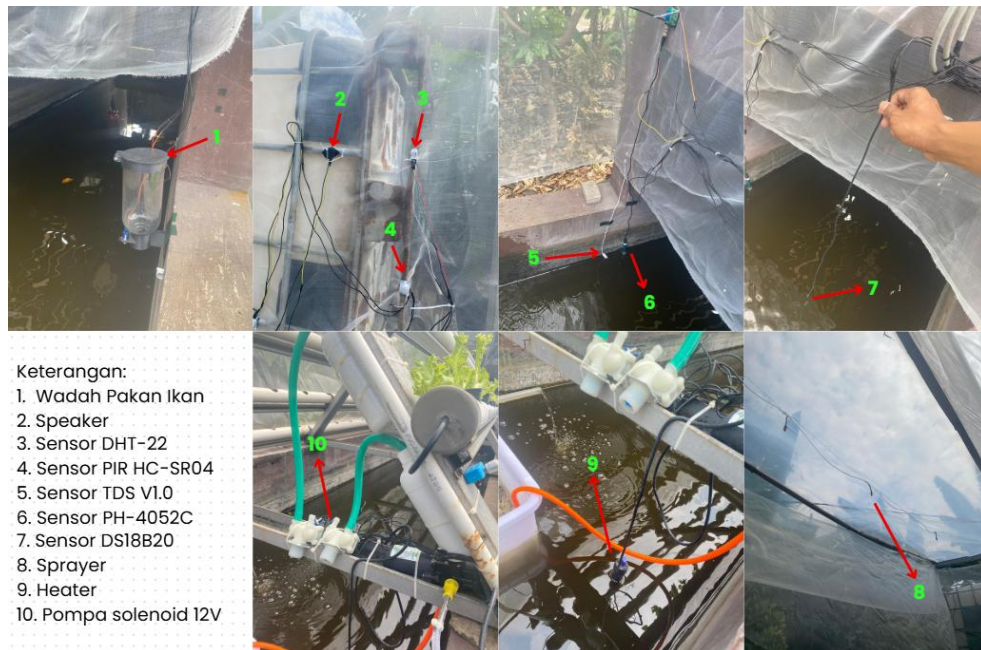 1
2
3
4
5
6
7
Keterangan:
1. Wadah Pakan Ikan
2. Speaker
3. Sensor DHT-22
4. Sensor PIR HC-SR04
5. Sensor TDS V1.0
6. Sensor PH-4052C
7. Sensor DS18B20
8. Sprayer
9. Heater
10. Pompa solenoid 12V
10
9
8